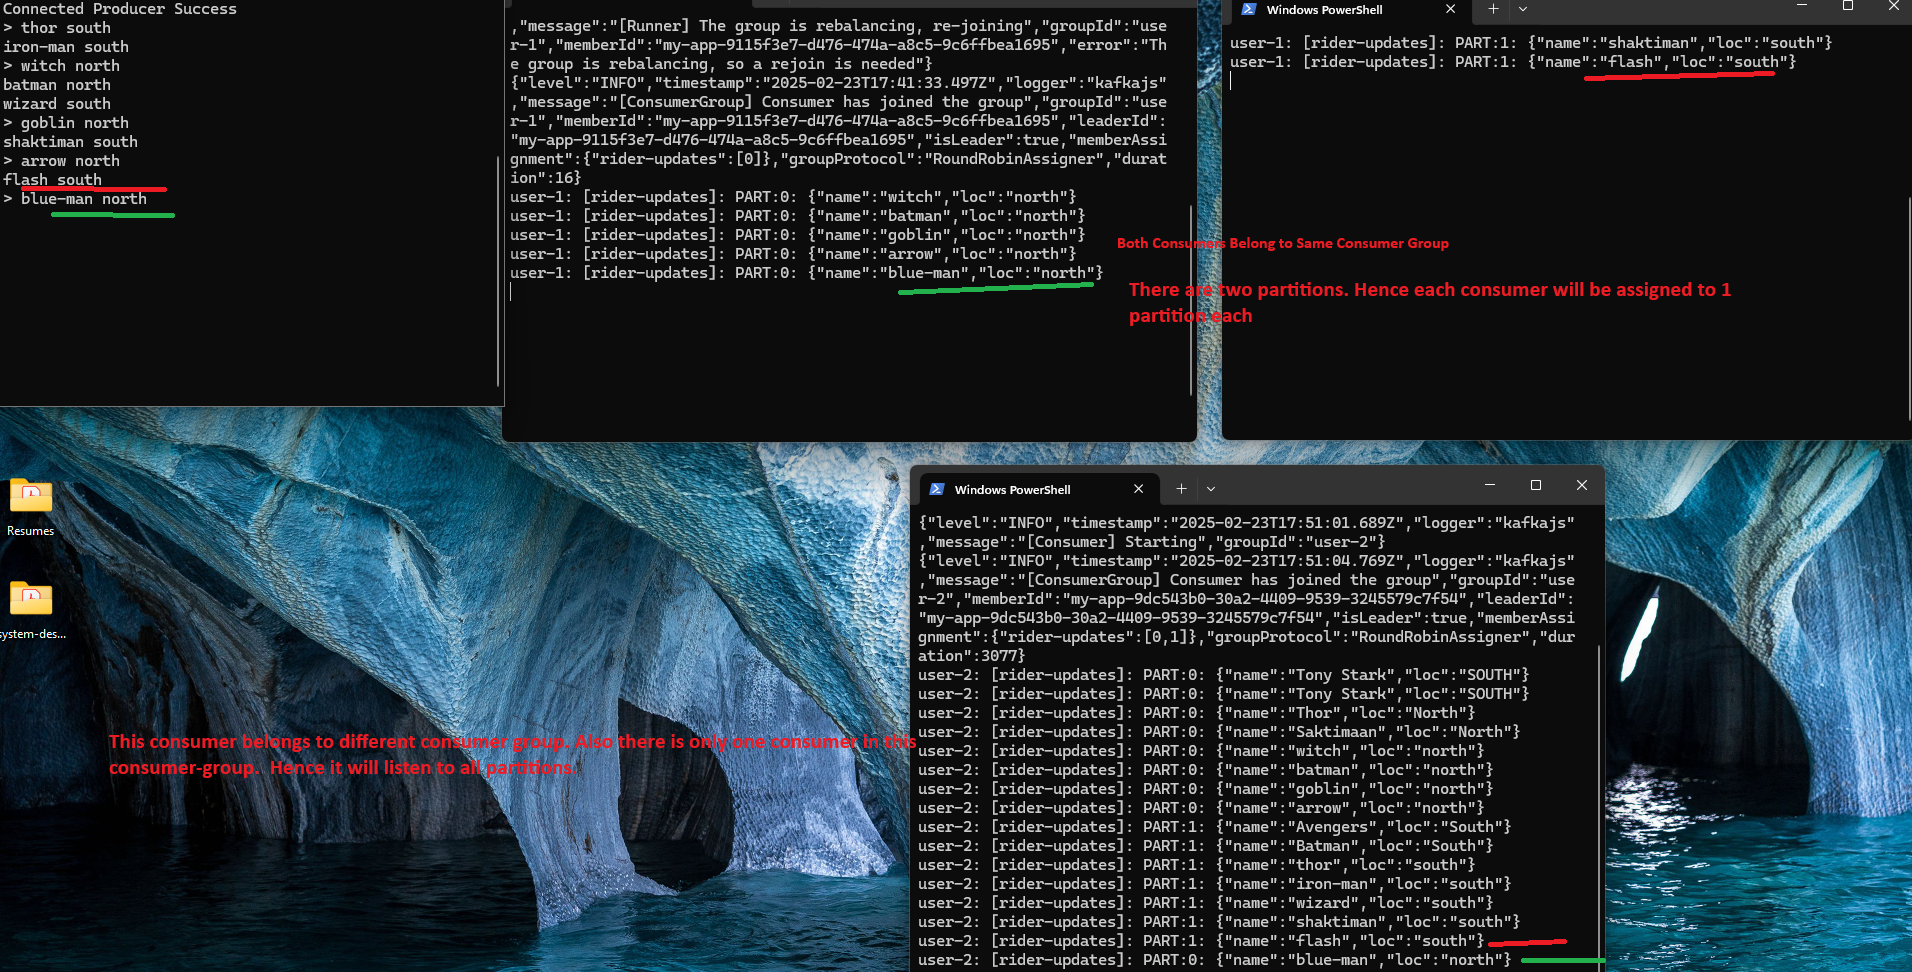 Connected Producer Success
> thor south
iron-man south
> witch north
batman north
wizard south
> goblin north
shaktiman south
> arrow north
flash south
> blue-man north
,"message":"[Runner] The group is rebalancing, re-joining","groupId":"use
r-1","memberId":"my-app-9115f3e7-d476-474a-a8c5-9c6ffbea1695","error":"Th
e group is rebalancing, so a rejoin is needed"}
{"level":"INFO","timestamp":"2025-02-23T17:41:33.497Z","logger":"kafkajs"
,"message":"[ConsumerGroup] Consumer has joined the group","groupId":"use
r-1","memberId":"my-app-9115f3e7-d476-474a-a8c5-9c6ffbea1695","leaderId":
"my-app-9115f3e7-d476-474a-a8c5-9c6ffbea1695","isLeader":true,"memberAssi
gnment":{"rider-updates":[0]},"groupProtocol":"RoundRobinAssigner","durat
ion":16}
user-1: [rider-updates]: PART:0: {"name":"witch","loc":"north"}
user-1: [rider-updates]: PART:0: {"name":"batman","loc":"north"}
user-1: [rider-updates]: PART:0: {"name":"goblin","loc":"north"}
user-1: [rider-updates]: PART:0: {"name":"arrow","loc":"north"}
user-1: [rider-updates]: PART:0: {"name":"blue-man","loc":"north"}
Windows PowerShell
user-1: [rider-updates]: PART:1: {"name":"shaktiman","loc":"south"}
user-1: [rider-updates]: PART:1: {"name":"flash","loc":"south"}
Both Consumers Belong to Same Consumer Group
There are two partitions. Hence each consumer will be assigned to 1
partition each
Resumes
system-des...
This consumer belongs to different consumer group. Also there is only one consumer in this
consumer-group. Hence it will listen to all partitions.
Windows PowerShell
{"level":"INFO","timestamp":"2025-02-23T17:51:01.689Z","logger":"kafkajs"
,"message":"[Consumer] Starting","groupId":"user-2"}
{"level":"INFO","timestamp":"2025-02-23T17:51:04.769Z","logger":"kafkajs"
,"message":"[ConsumerGroup] Consumer has joined the group","groupId":"use
r-2","memberId":"my-app-9dc543b0-30a2-4409-9539-3245579c7f54","leaderId":
"my-app-9dc543b0-30a2-4409-9539-3245579c7f54","isLeader":true,"memberAssi
gnment":{"rider-updates":[0,1]},"groupProtocol":"RoundRobinAssigner","dur
ation":3077}
user-2: [rider-updates]: PART:0: {"name":"Tony Stark","loc":"SOUTH"}
user-2: [rider-updates]: PART:0: {"name":"Tony Stark","loc":"SOUTH"}
user-2: [rider-updates]: PART:0: {"name":"Thor","loc":"North"}
user-2: [rider-updates]: PART:0: {"name":"Saktimaan","loc":"North"}
user-2: [rider-updates]: PART:0: {"name":"witch","loc":"north"}
user-2: [rider-updates]: PART:0: {"name":"batman","loc":"north"}
user-2: [rider-updates]: PART:0: {"name":"goblin","loc":"north"}
user-2: [rider-updates]: PART:0: {"name":"arrow","loc":"north"}
user-2: [rider-updates]: PART:1: {"name":"Avengers","loc":"South"}
user-2: [rider-updates]: PART:1: {"name":"Batman","loc":"South"}
user-2: [rider-updates]: PART:1: {"name":"thor","loc":"south"}
user-2: [rider-updates]: PART:1: {"name":"iron-man","loc":"south"}
user-2: [rider-updates]: PART:1: {"name":"wizard","loc":"south"}
user-2: [rider-updates]: PART:1: {"name":"shaktiman","loc":"south"}
user-2: [rider-updates]: PART:1: {"name":"flash","loc":"south"}
user-2: [rider-updates]: PART:0: {"name":"blue-man","loc":"north"}